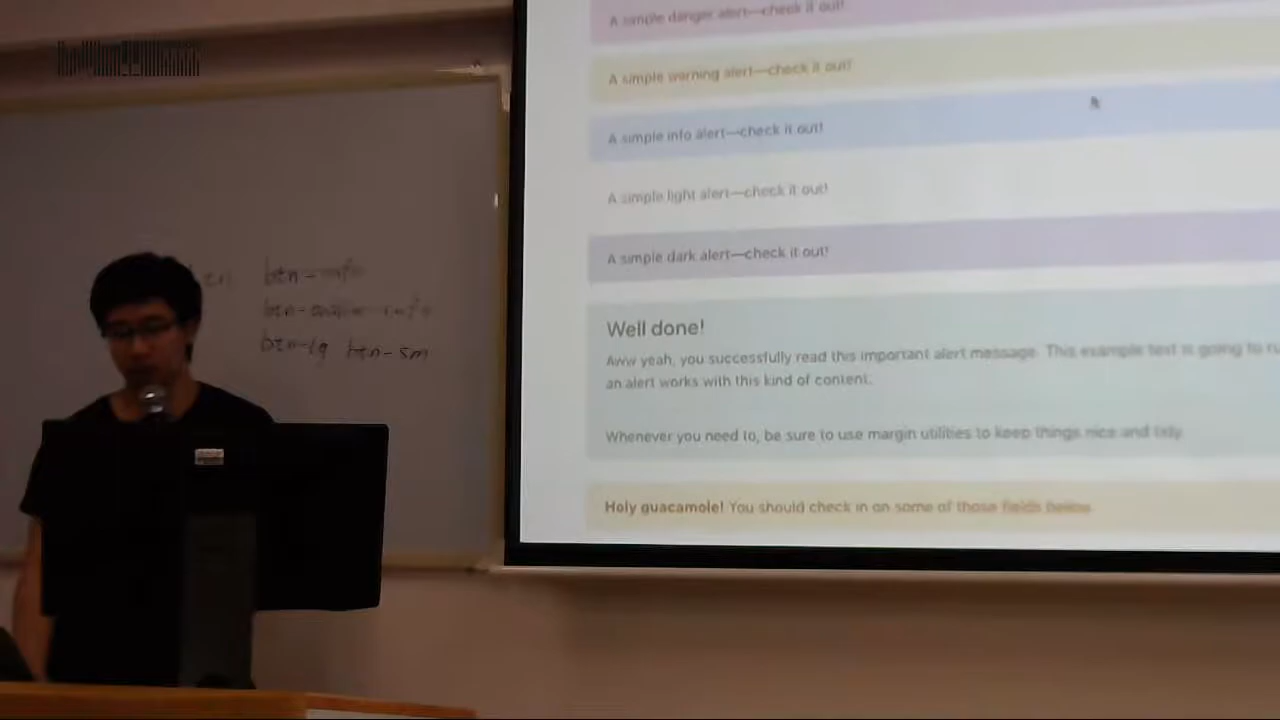 btn btn-info
btn-outline-info
btn-lg btn-sm
A simple danger alert—check it out!
A simple warning alert—check it out!
A simple info alert—check it out!
A simple light alert—check it out!
A simple dark alert—check it out!
Well done!
Aww yeah, you successfully read this important alert message. This example text is going to ru
an alert works with this kind of content.
Whenever you need to, be sure to use margin utilities to keep things nice and tidy.
Holy guacamole! You should check in on some of those fields below.